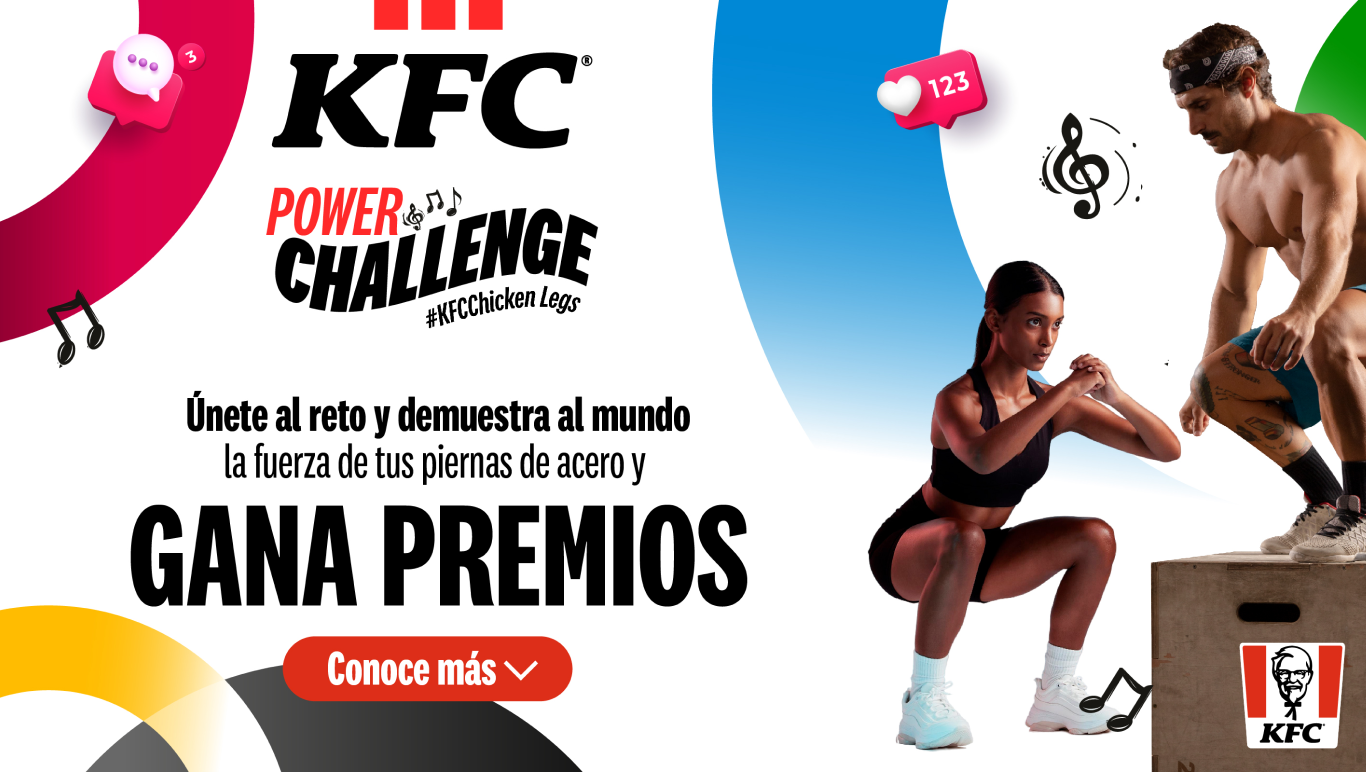 3
KFC®
123
POWER
CHALLENGE
#KFCChicken Legs
Únete al reto y demuestra al mundo
la fuerza de tus piernas de acero y
GANA PREMIOS
Conoce más
KFC